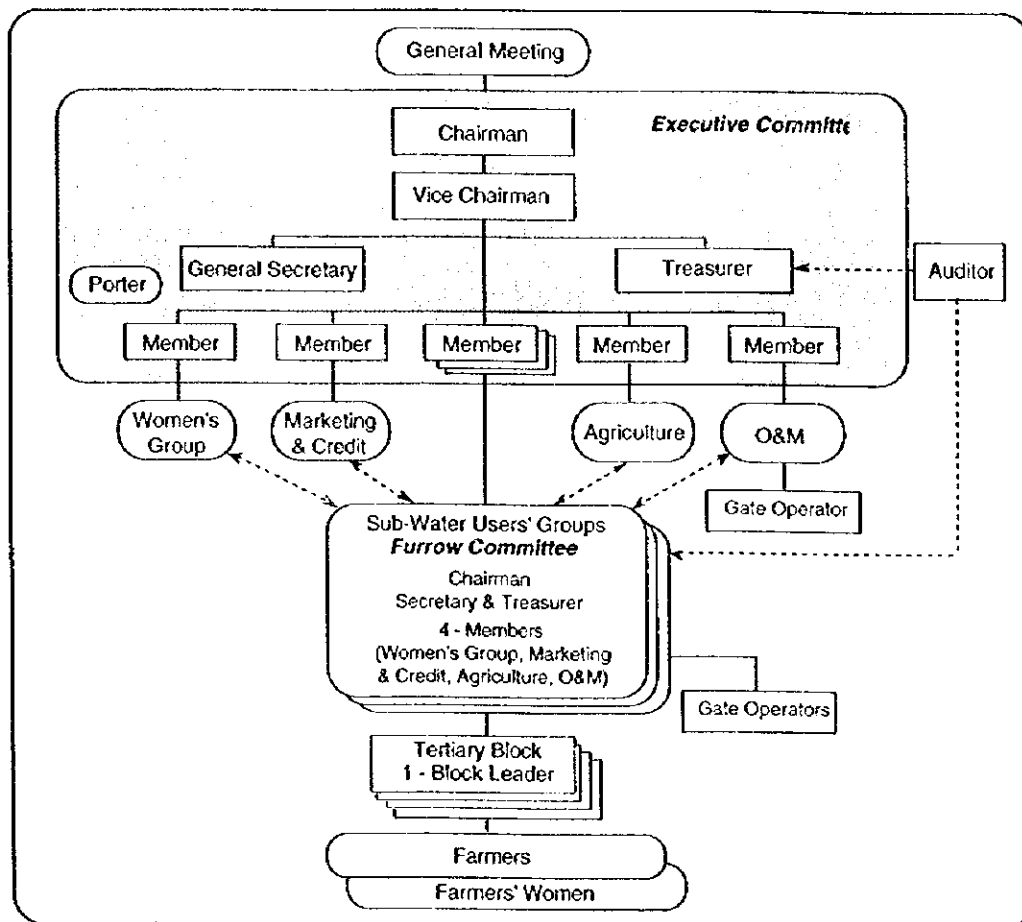 General Meeting
Executive Committe
Chairman
Vice Chairman
General Secretary
Treasurer
Auditor
Porter
Member
Member
Member
Member
Member
Women's
Group
Marketing
& Credit
Agriculture
O&M
Gate Operator
Sub-Water Users' Groups
Furrow Committee
Chairman
Secretary & Treasurer
4 - Members
(Women's Group, Marketing
& Credit, Agriculture, O&M)
Gate Operators
Tertiary Block
1 - Block Leader
Farmers
Farmers' Women